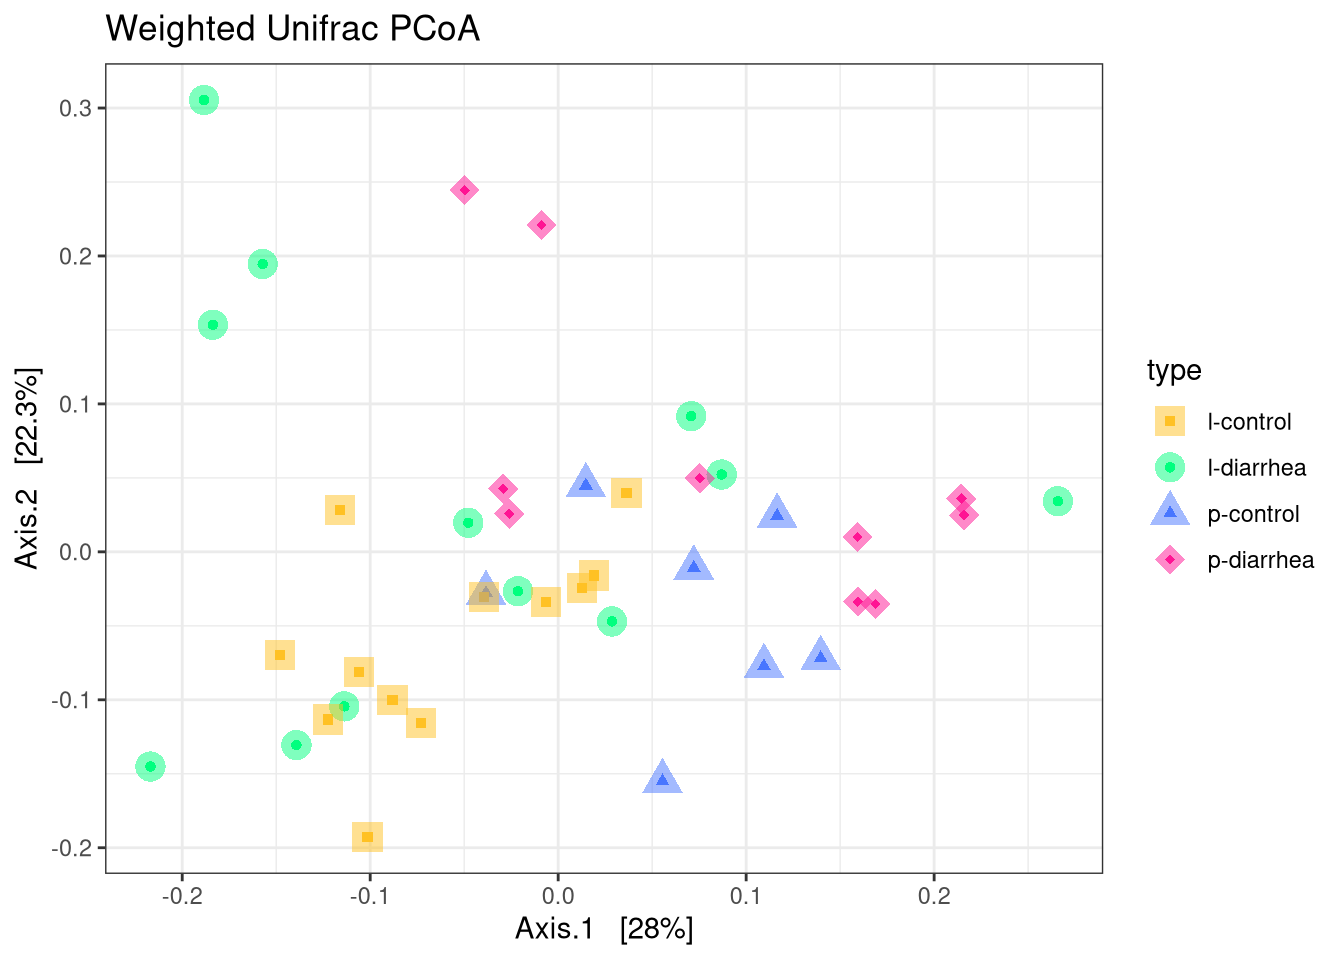 Weighted Unifrac PCoA
0.3
0.2
0.1
0.0
-0.1
-0.2
Axis.2 [22.3%]
-0.2 -0.1 0.0 0.1 0.2
Axis.1 [28%]
type
l-control
l-diarrhea
p-control
p-diarrhea